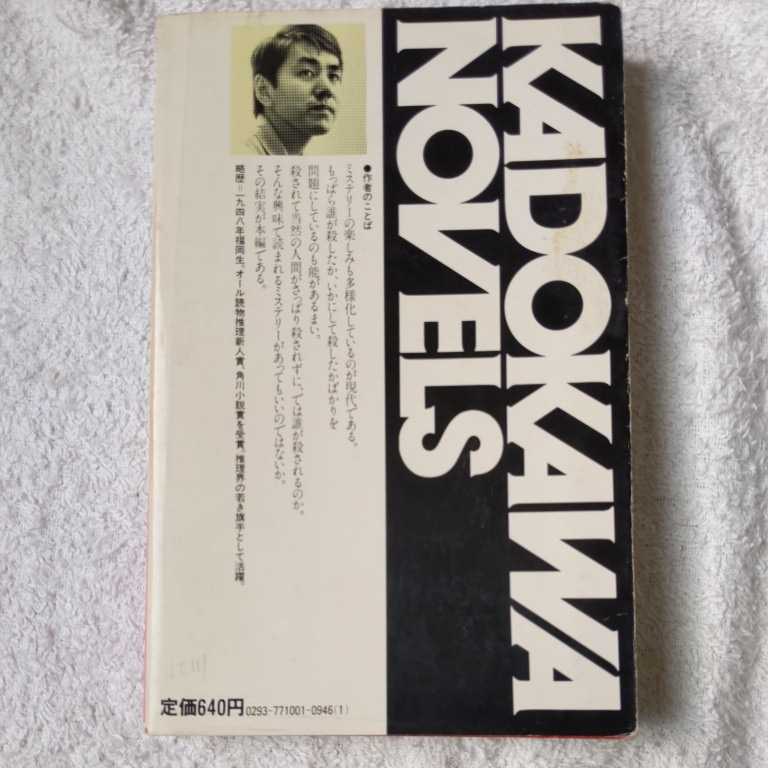 KADOKAWA
NOVELS
●作者のことば
ミステリーの楽しみも多様化しているのが現代である。
もっぱら誰が殺したか、いかにして殺したかばかりを
問題にしているのも能があるまい。
殺されて当然の人間がさっぱり殺されずに、では誰が殺されるのか。
そんな興味で読まれるミステリーがあってもいいのではないか。
その結実が本編である。
略歴=一九四八年福岡生。オール読物推理新人賞、角川小説賞を受賞。推理界の若き旗手として活躍。
定価640円 0293-771001-0946(1)